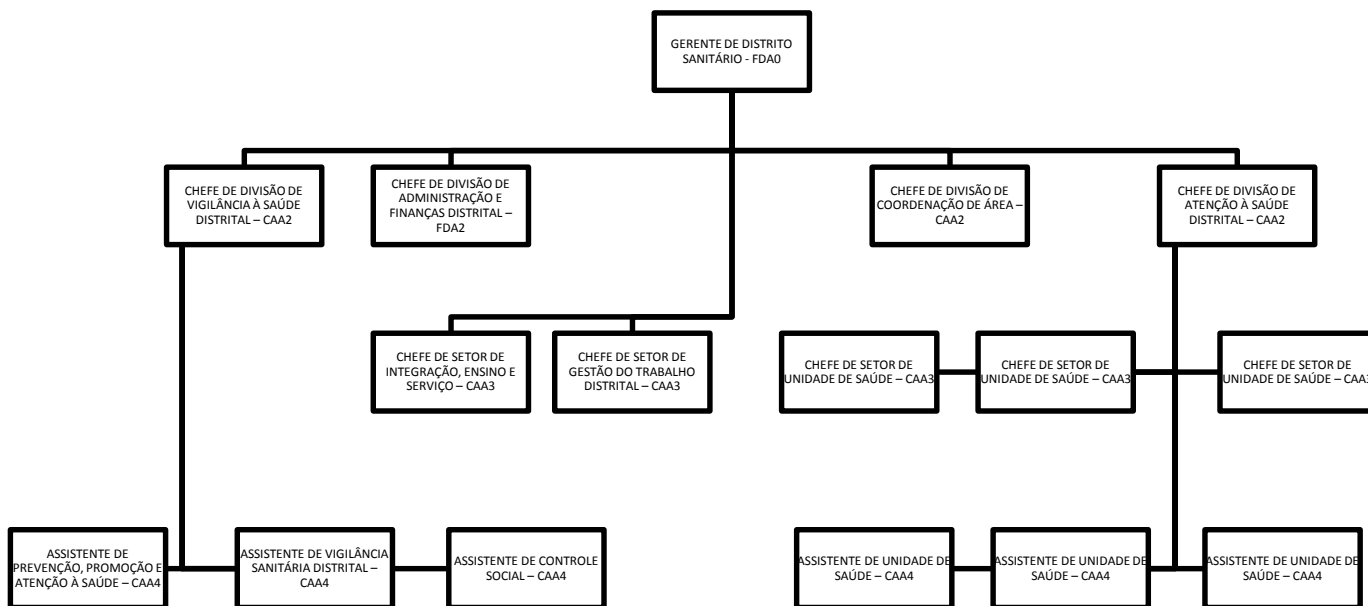 GERENTE DE DISTRITO
SANITÁRIO - FDA0
CHEFE DE DIVISÃO DE
VIGILÂNCIA À SAÚDE
DISTRITAL – CAA2
CHEFE DE DIVISÃO DE
ADMINISTRAÇÃO E
FINANÇAS DISTRITAL –
FDA2
CHEFE DE DIVISÃO DE
COORDENAÇÃO DE ÁREA –
CAA2
CHEFE DE DIVISÃO DE
ATENÇÃO À SAÚDE
DISTRITAL – CAA2
CHEFE DE SETOR DE
INTEGRAÇÃO, ENSINO E
SERVIÇO – CAA3
CHEFE DE SETOR DE
GESTÃO DO TRABALHO
DISTRITAL – CAA3
CHEFE DE SETOR DE
UNIDADE DE SAÚDE – CAA3
CHEFE DE SETOR DE
UNIDADE DE SAÚDE – CAA3
CHEFE DE SETOR DE
UNIDADE DE SAÚDE – CAA3
ASSISTENTE DE
PREVENÇÃO, PROMOÇÃO E
ATENÇÃO À SAÚDE – CAA4
ASSISTENTE DE VIGILÂNCIA
SANITÁRIA DISTRITAL –
CAA4
ASSISTENTE DE CONTROLE
SOCIAL – CAA4
ASSISTENTE DE UNIDADE DE
SAÚDE – CAA4
ASSISTENTE DE UNIDADE DE
SAÚDE – CAA4
ASSISTENTE DE UNIDADE DE
SAÚDE – CAA4